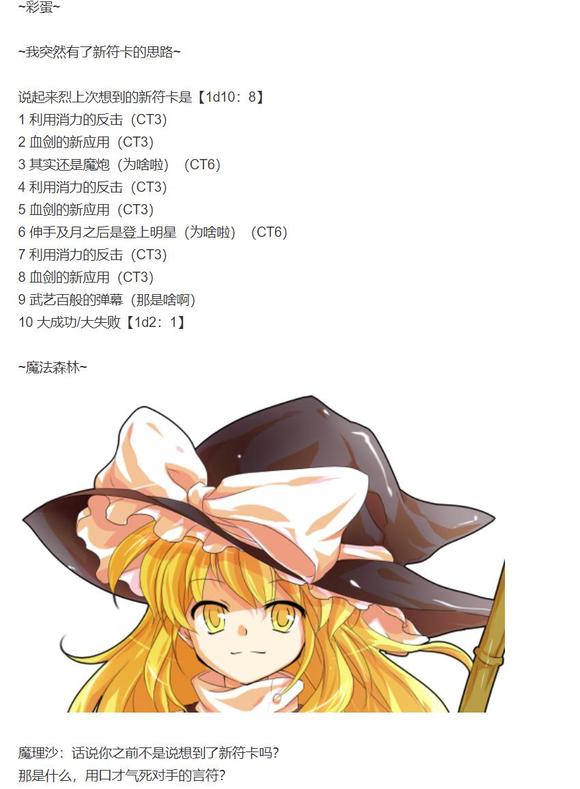 ~彩蛋~
~我突然有了新符卡的思路~
说起来烈上次想到的新符卡是【1d10：8】
1 利用消力的反击（CT3）
2 血剑的新应用（CT3）
3 其实还是魔炮（为啥啦）（CT6）
4 利用消力的反击（CT3）
5 血剑的新应用（CT3）
6 伸手及月之后是登上明星（为啥啦）（CT6）
7 利用消力的反击（CT3）
8 血剑的新应用（CT3）
9 武艺百般的弹幕（那是啥啊）
10 大成功/大失败【1d2：1】
~魔法森林~
魔理沙：话说你之前不是说想到了新符卡吗？
那是什么，用口才气死对手的言符？